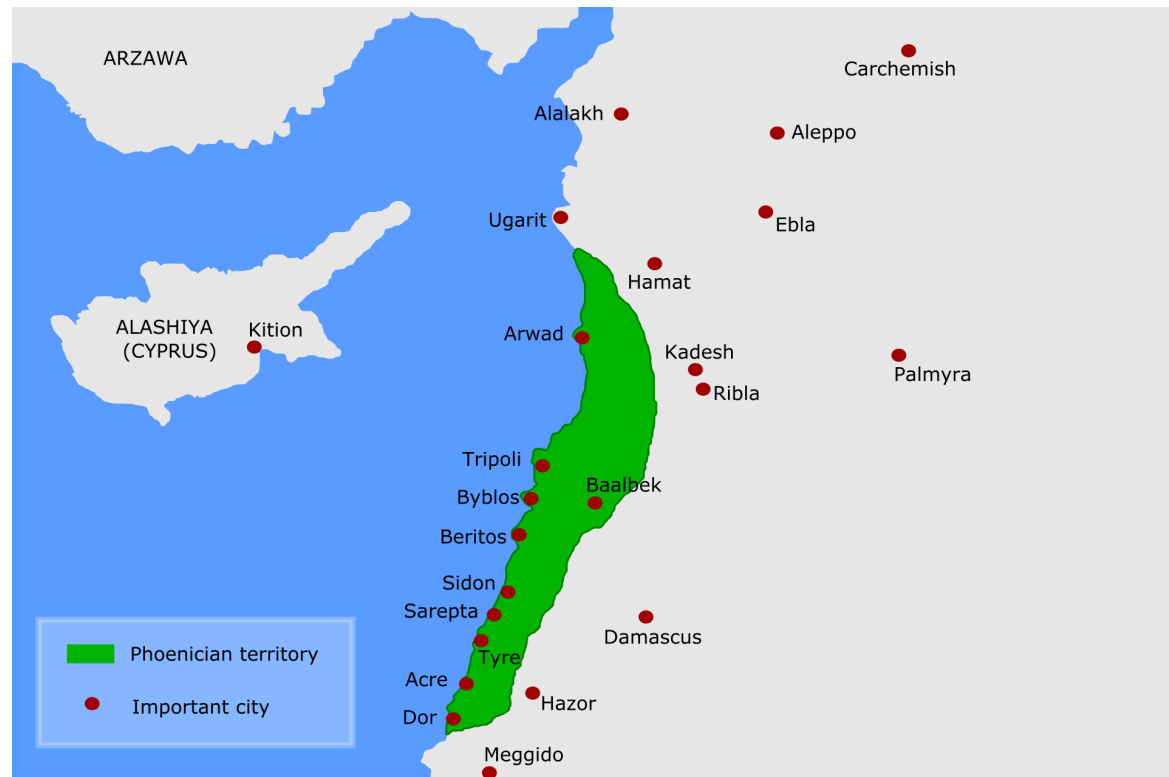 ARZAWA
Carchemish
Alalakh
Aleppo
Ugarit
Ebla
Hamat
ALASHIYA
(CYPRUS)
Kition
Arwad
Kadesh
Ribla
Palmyra
Tripoli
Byblos
Baalbek
Beritos
Sidon
Sarepta
Damascus
Tyre
Acre
Hazor
Dor
Meggido
Phoenician territory
Important city